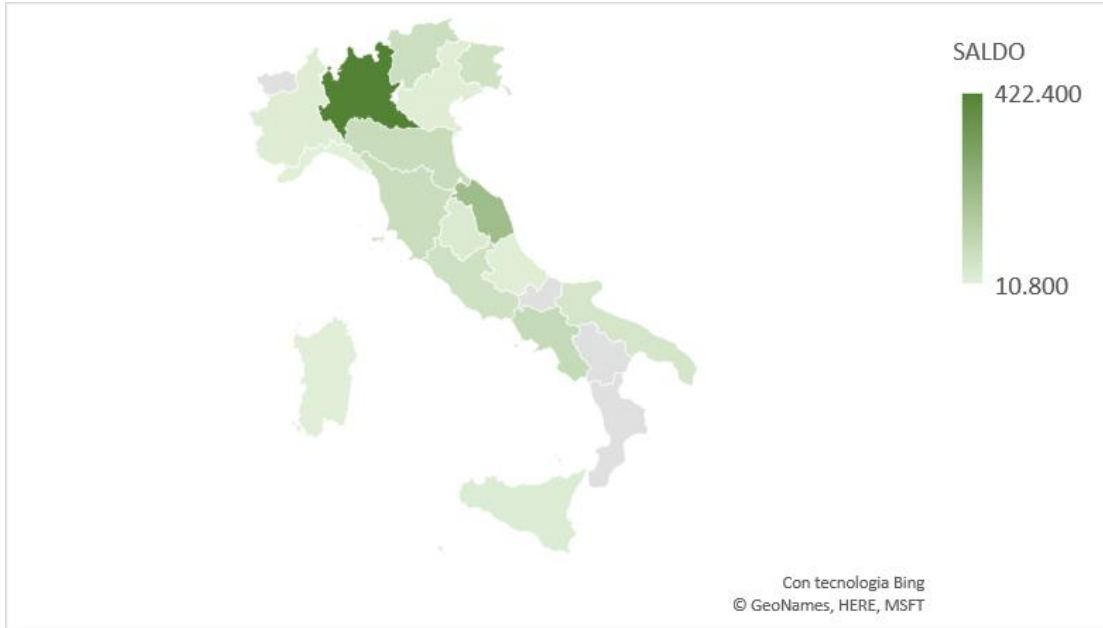 SALDO
422.400
10.800
Con tecnologia Bing
© GeoNames, HERE, MSFT